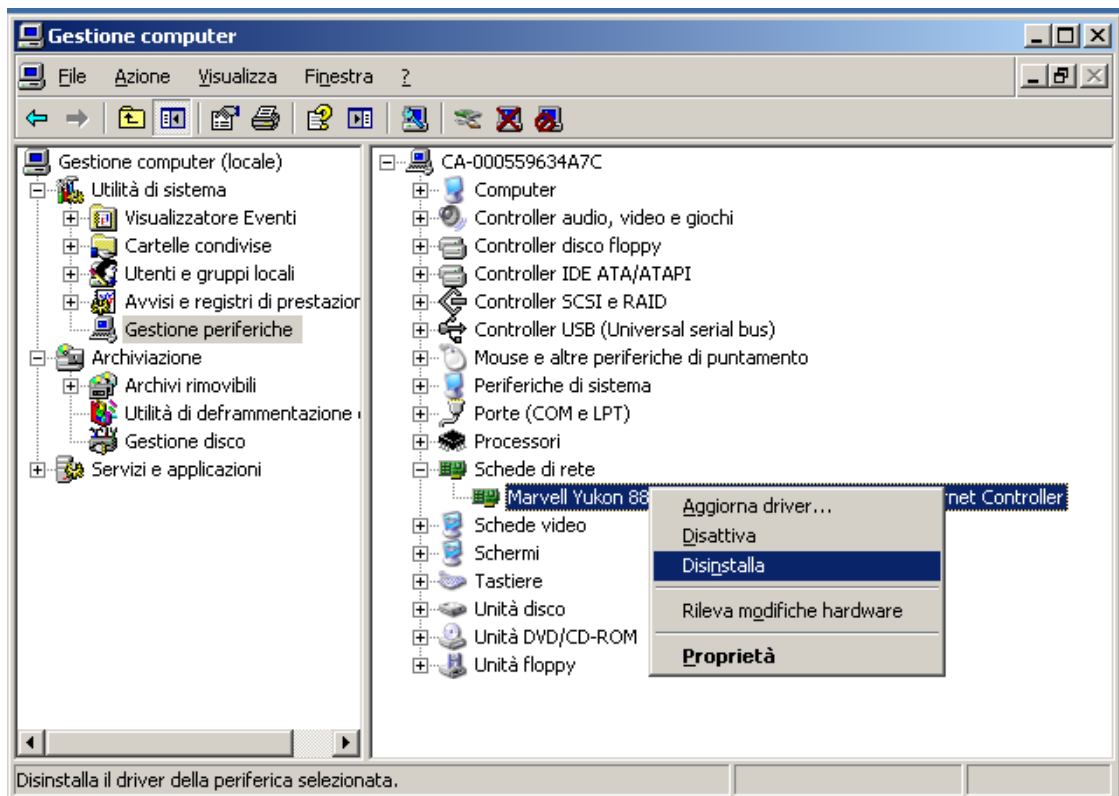 Gestione computer
File Azione Visualizza Finestra ?
Gestione computer (locale)
Utilità di sistema
Visualizzatore Eventi
Cartelle condivise
Utenti e gruppi locali
Avvisi e registri di prestazior
Gestione periferiche
Archiviazione
Archivi rimovibili
Utilità di deframmentazione
Gestione disco
Servizi e applicazioni
CA-000559634A7C
Computer
Controller audio, video e giochi
Controller disco floppy
Controller IDE ATA/ATAPI
Controller SCSI e RAID
Controller USB (Universal serial bus)
Mouse e altre periferiche di puntamento
Periferiche di sistema
Porte (COM e LPT)
Processori
Schede di rete
Marvell Yukon 88 rnet Controller
Schede video
Schermi
Tastiere
Unità disco
Unità DVD/CD-ROM
Unità floppy
Aggiorna driver...
Disattiva
Disinstalla
Rileva modifiche hardware
Proprietà
Disinstalla il driver della periferica selezionata.